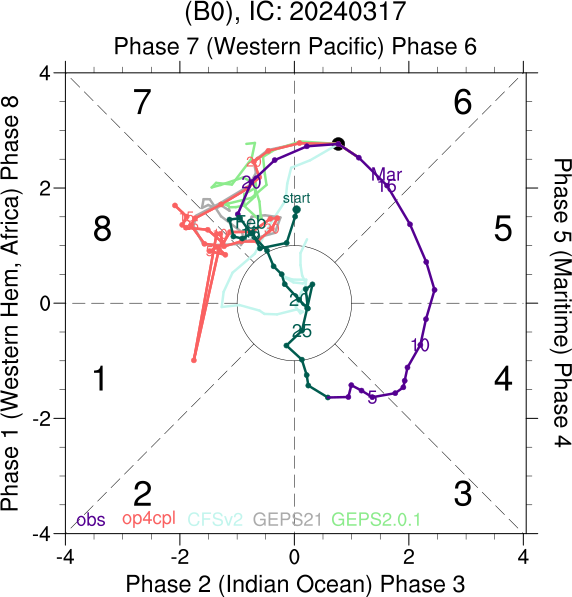 (B0), IC: 20240317
Phase 7 (Western Pacific) Phase 6
Phase 1 (Western Hem, Africa) Phase 8
Phase 5 (Maritime) Phase 4
4
2
0
-2
-4
7
6
8
5
1
4
2
3
Mar
15
20
20
start
Feb
20
25
10
5
obs
op4cpl
CFSv2
GEPS21
GEPS2.0.1
-4
-2
0
2
4
Phase 2 (Indian Ocean) Phase 3